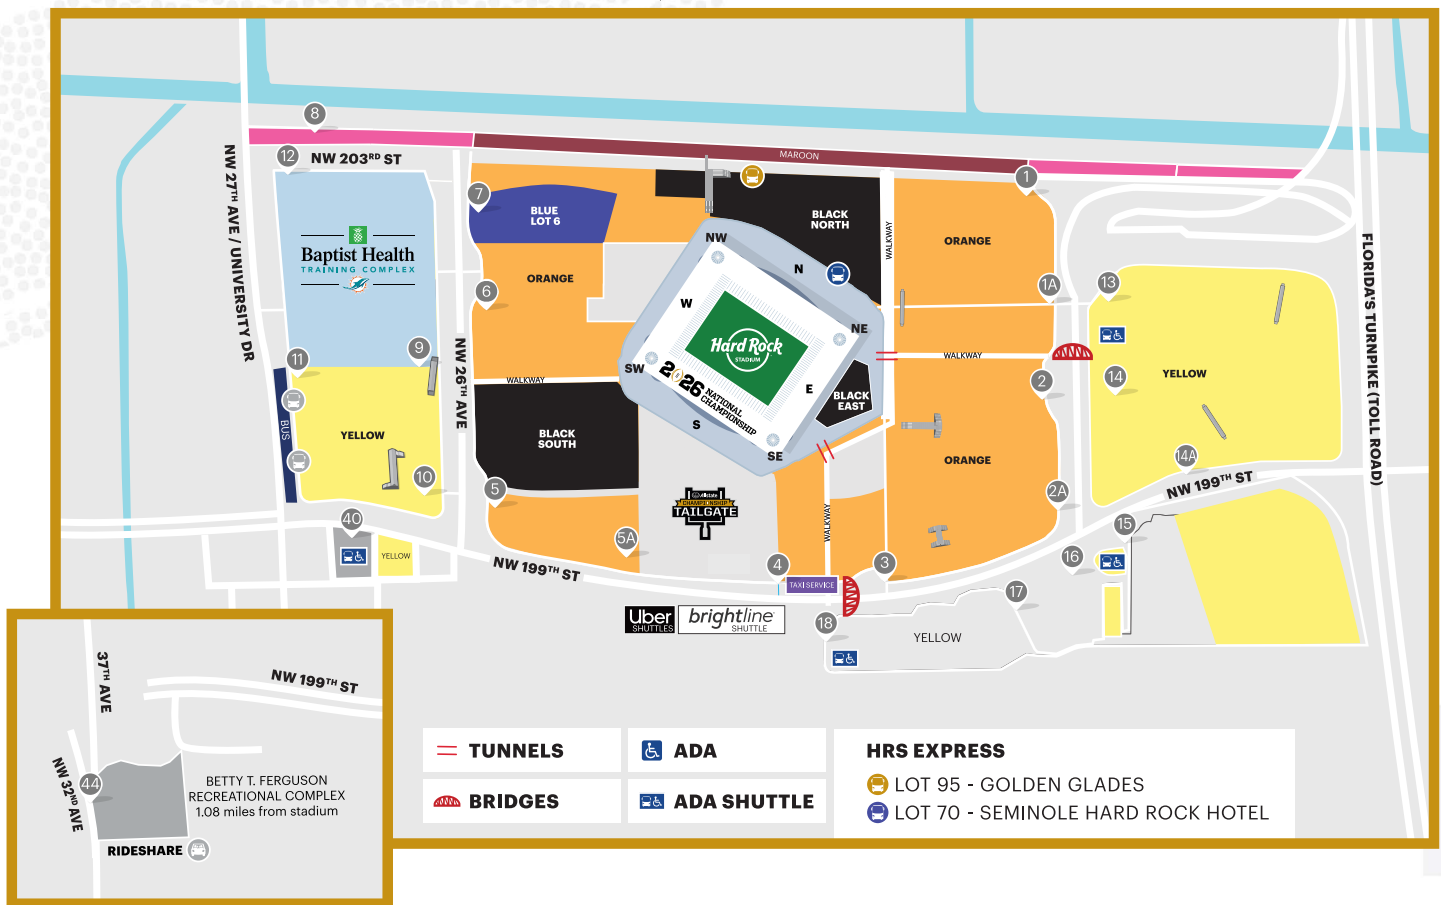 8
12
NW 203RD ST
MAROON
1
7
BLUE
LOT 6
BLACK
NORTH
WALKWAY
ORANGE
NW 27TH AVE / UNIVERSITY DR
Baptist Health
TRAINING COMPLEX
NW
N
W
NE
E
SW
S
SE
ORANGE
6
1A
13
FLORIDA'S TURNPIKE (TOLL ROAD)
Hard Rock
STADIUM
2026 NATIONAL
CHAMPIONSHIP
WALKWAY
11
9
NW 26TH AVE
WALKWAY
2
14
YELLOW
BLACK
EAST
BUS
YELLOW
BLACK
SOUTH
ORANGE
10
5
14A
2A
NW 199TH ST
Allstate
CHAMPIONSHIP
TAILGATE
WALKWAY
40
YELLOW
5A
15
16
NW 199TH ST
4
TAXI SERVICE
3
17
18
YELLOW
Uber
SHUTTLES
brightline
SHUTTLE
37TH AVE
NW 199TH ST
NW 32ND AVE
44
BETTY T. FERGUSON
RECREATIONAL COMPLEX
1.08 miles from stadium
RIDESHARE
TUNNELS
ADA
BRIDGES
ADA SHUTTLE
HRS EXPRESS
LOT 95 - GOLDEN GLADES
LOT 70 - SEMINOLE HARD ROCK HOTEL